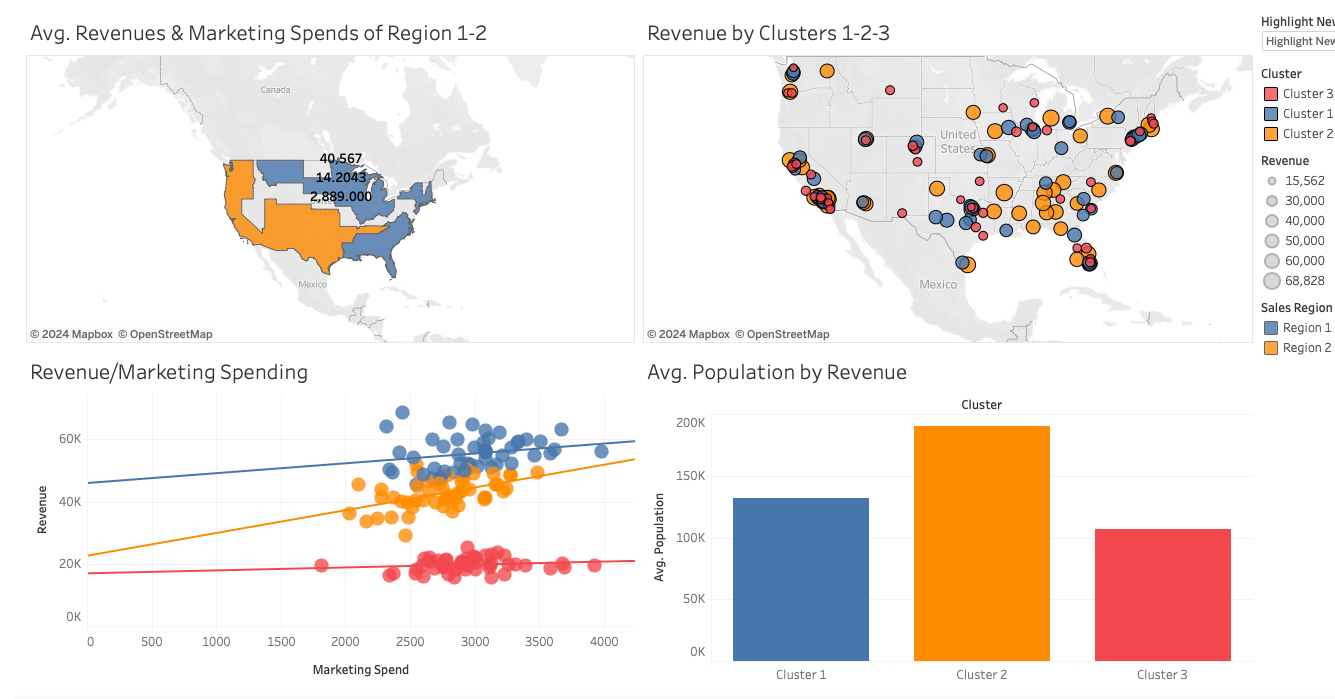 Avg. Revenues & Marketing Spends of Region 1-2
Canada
40,567
14.2043
2,889.000
Mexico
© 2024 Mapbox © OpenStreetMap
Revenue by Clusters 1-2-3
United
States
Mexico
© 2024 Mapbox © OpenStreetMap
Highlight New
Highlight New
Cluster
Cluster 3
Cluster 1
Cluster 2
Revenue
15,562
30,000
40,000
50,000
60,000
68,828
Sales Region
Region 1
Region 2
Revenue/Marketing Spending
Revenue
60K
40K
20K
0K
0 500 1000 1500 2000 2500 3000 3500 4000
Marketing Spend
Avg. Population by Revenue
Cluster
Avg. Population
200K
150K
100K
50K
0K
Cluster 1 Cluster 2 Cluster 3